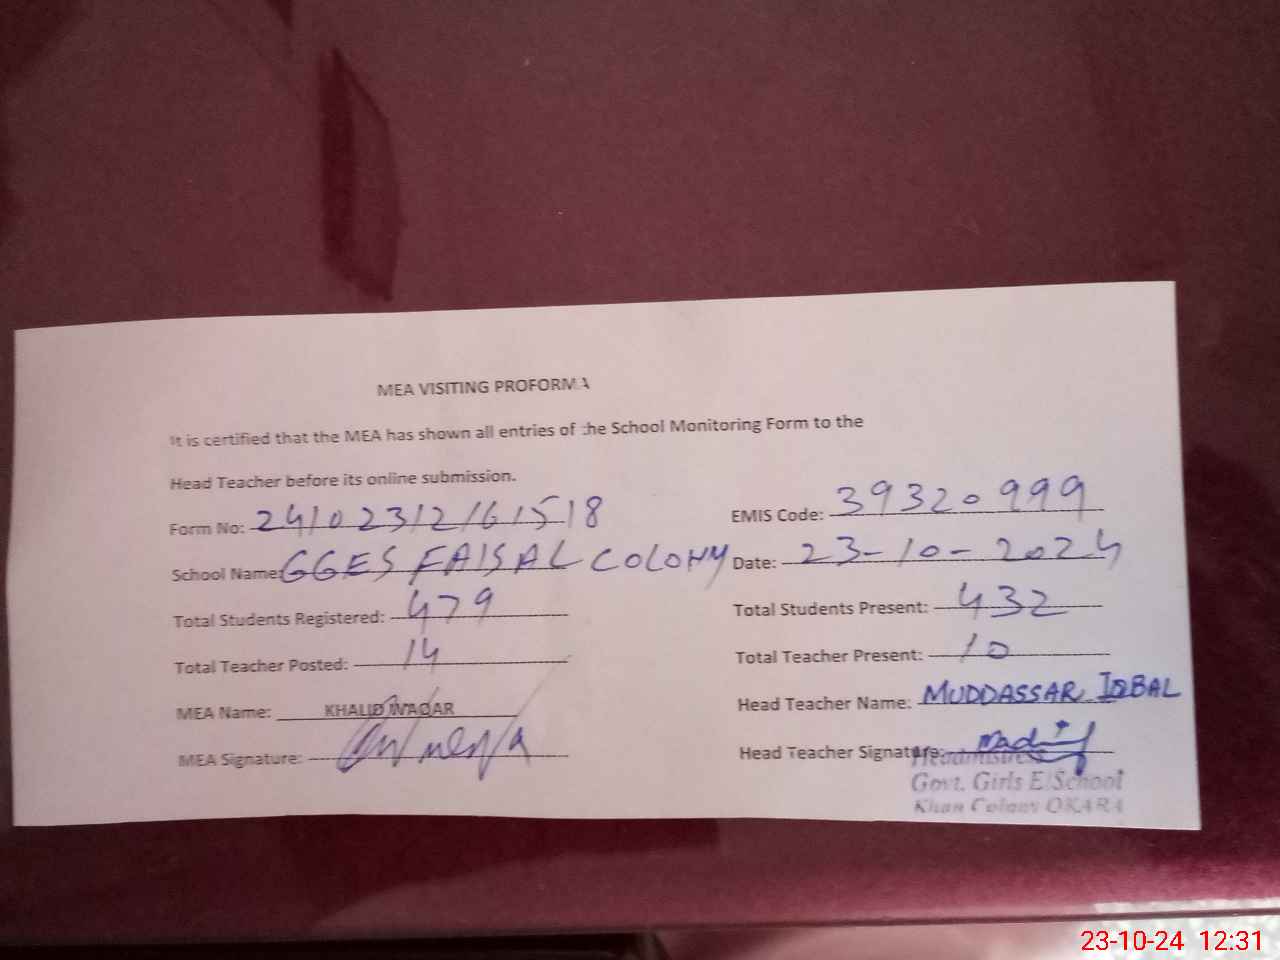 MEA VISITING PROFORMA
It is certified that the MEA has shown all entries of the School Monitoring Form to the
Head Teacher before its online submission.
Form No: 24102312161518 EMIS Code: 39320999
School Name: GGES FAISAL COLONY Date: 23-10-2024
Total Students Registered: 479 Total Students Present: 432
Total Teacher Posted: 14 Total Teacher Present: 10
MEA Name: KHALID WAQAR Head Teacher Name: MUDDASSAR IQBAL
MEA Signature: Head Teacher Signature:
Headmistress
Govt. Girls E/School
Khan Colony OKARA
23-10-24 12:31